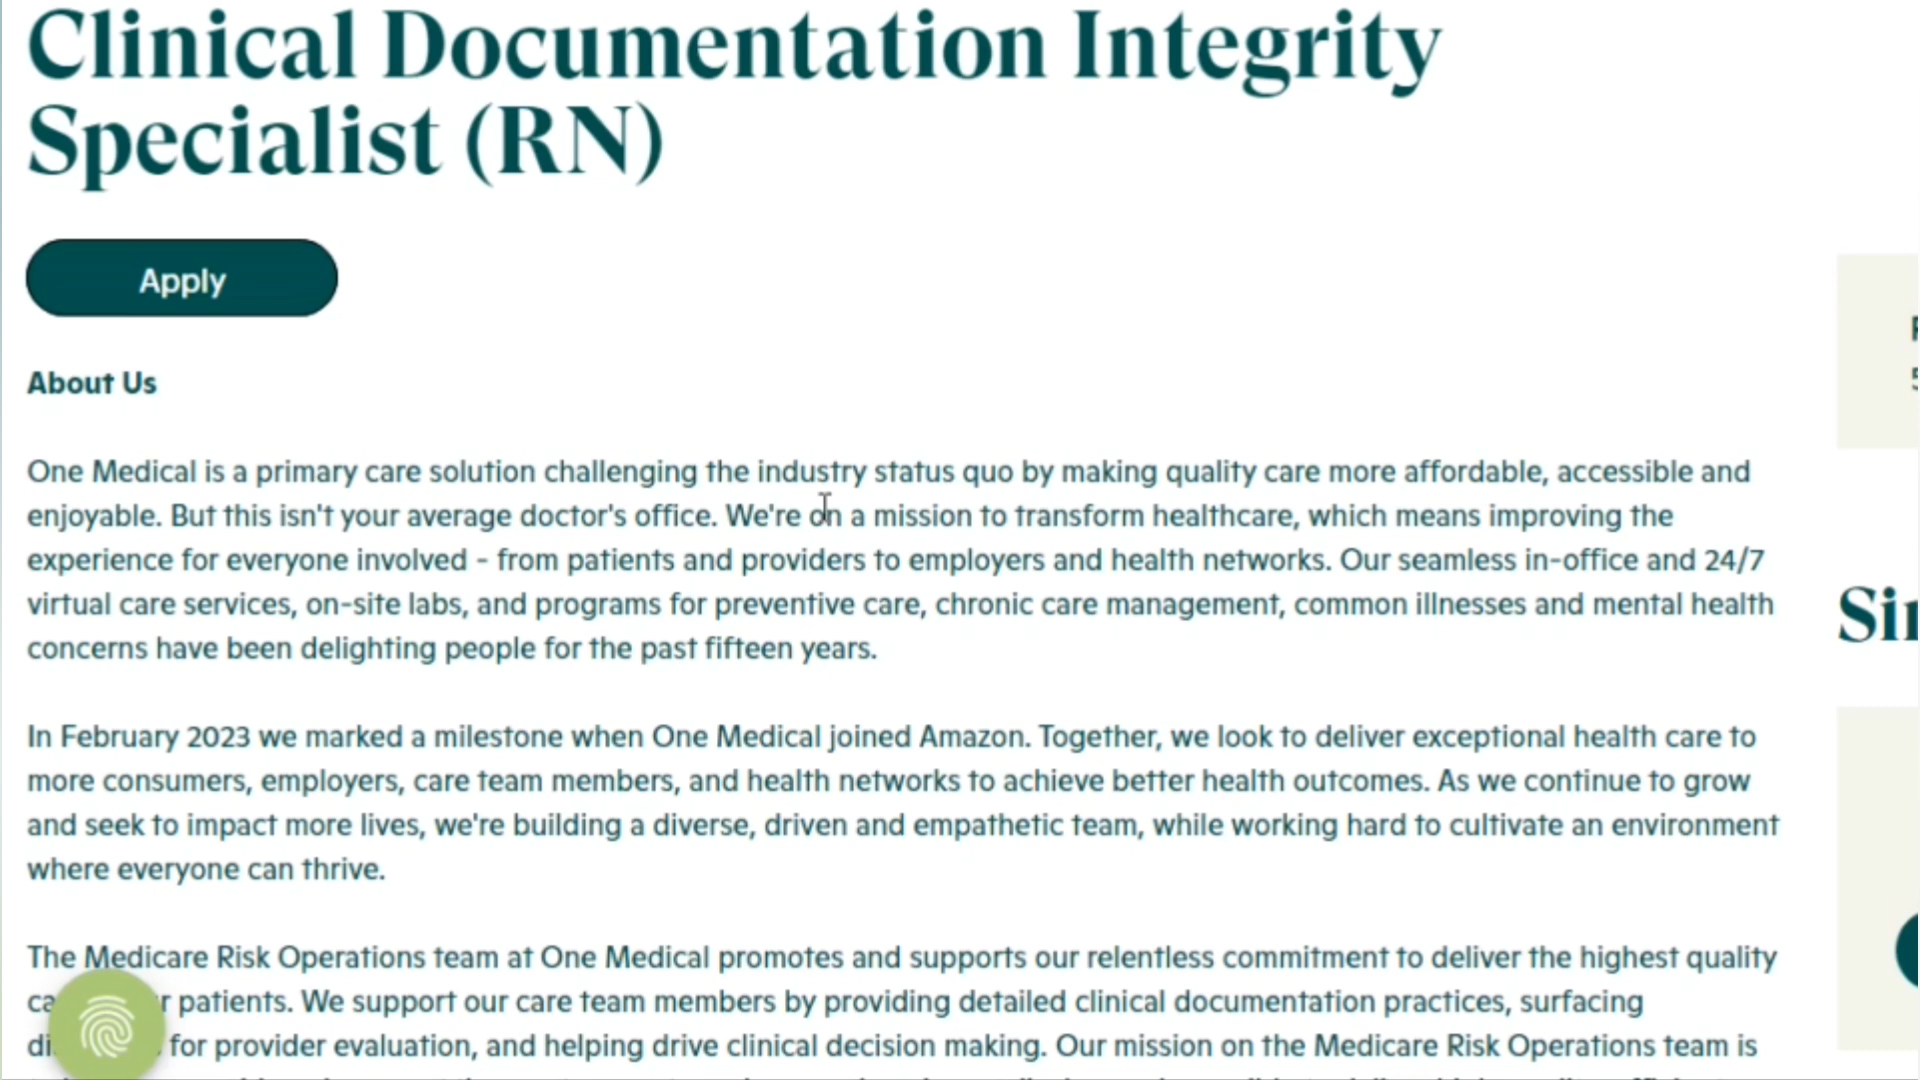 Clinical Documentation Integrity
Specialist (RN)
Apply
About Us
One Medical is a primary care solution challenging the industry status quo by making quality care more affordable, accessible and
enjoyable. But this isn't your average doctor's office. We're on a mission to transform healthcare, which means improving the
experience for everyone involved - from patients and providers to employers and health networks. Our seamless in-office and 24/7
virtual care services, on-site labs, and programs for preventive care, chronic care management, common illnesses and mental health
concerns have been delighting people for the past fifteen years.
In February 2023 we marked a milestone when One Medical joined Amazon. Together, we look to deliver exceptional health care to
more consumers, employers, care team members, and health networks to achieve better health outcomes. As we continue to grow
and seek to impact more lives, we're building a diverse, driven and empathetic team, while working hard to cultivate an environment
where everyone can thrive.
The Medicare Risk Operations team at One Medical promotes and supports our relentless commitment to deliver the highest quality
patients. We support our care team members by providing detailed clinical documentation practices, surfacing
for provider evaluation, and helping drive clinical decision making. Our mission on the Medicare Risk Operations team is